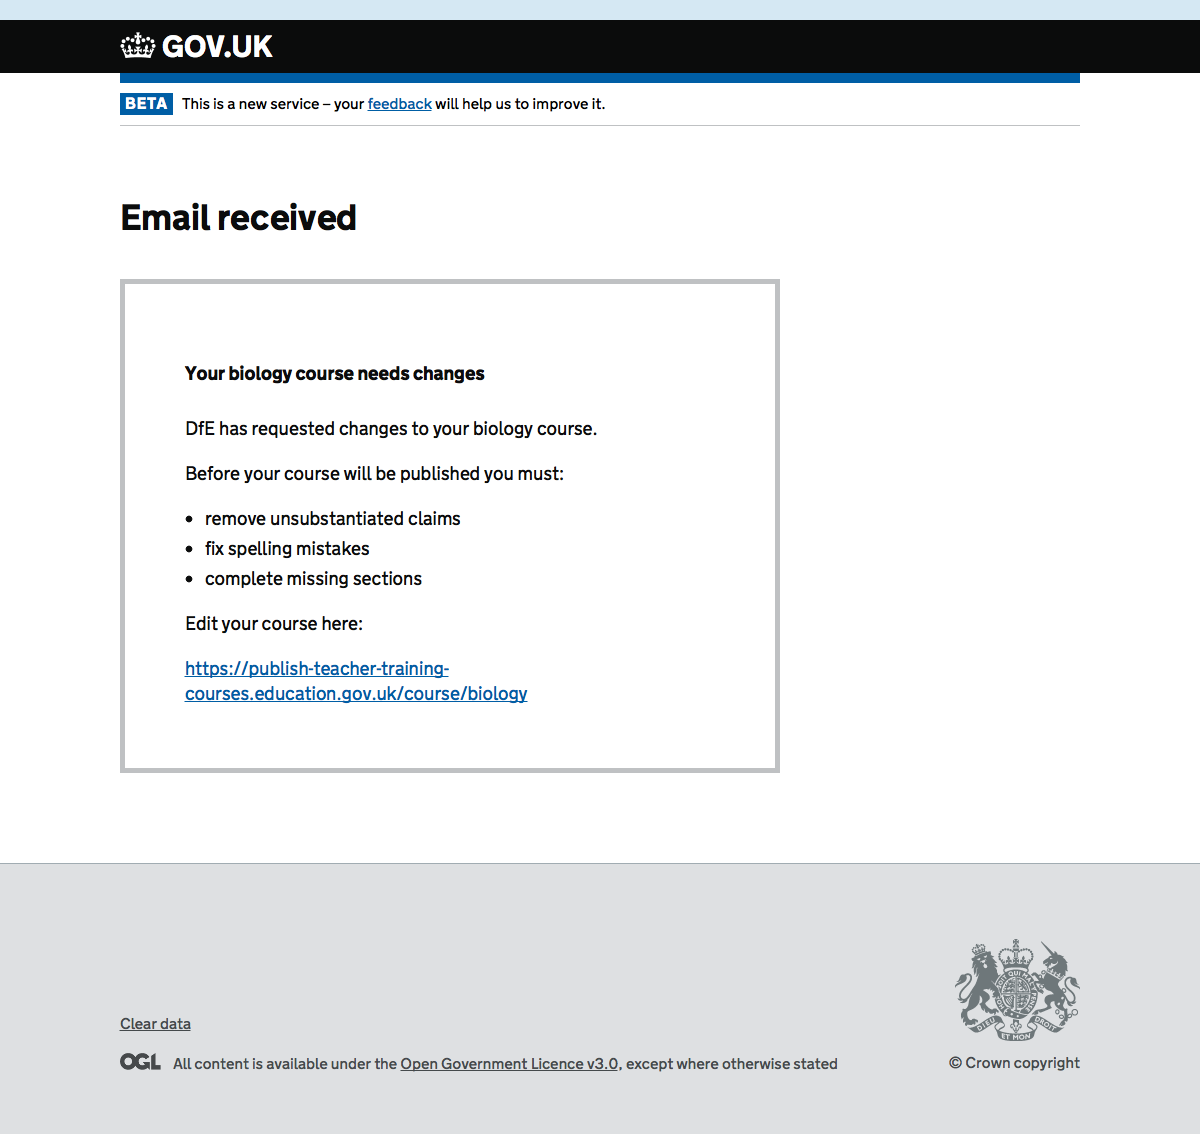 GOV.UK
BETA This is a new service – your feedback will help us to improve it.
Email received
Your biology course needs changes
DfE has requested changes to your biology course.
Before your course will be published you must:
• remove unsubstantiated claims
• fix spelling mistakes
• complete missing sections
Edit your course here:
https://publish-teacher-training-
courses.education.gov.uk/course/biology
Clear data
OGL All content is available under the Open Government Licence v3.0, except where otherwise stated
DIEU ET MON DROIT
© Crown copyright